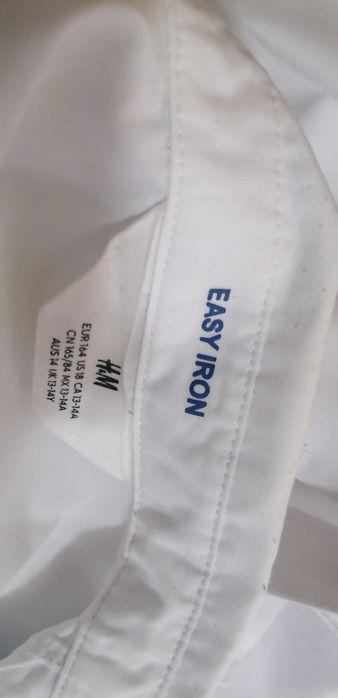 EASY IRON
H&M
EUR 164 US 18 CA 13-14A
CN 165/84 MX 13-14A
AUS 14 UK 13-14Y